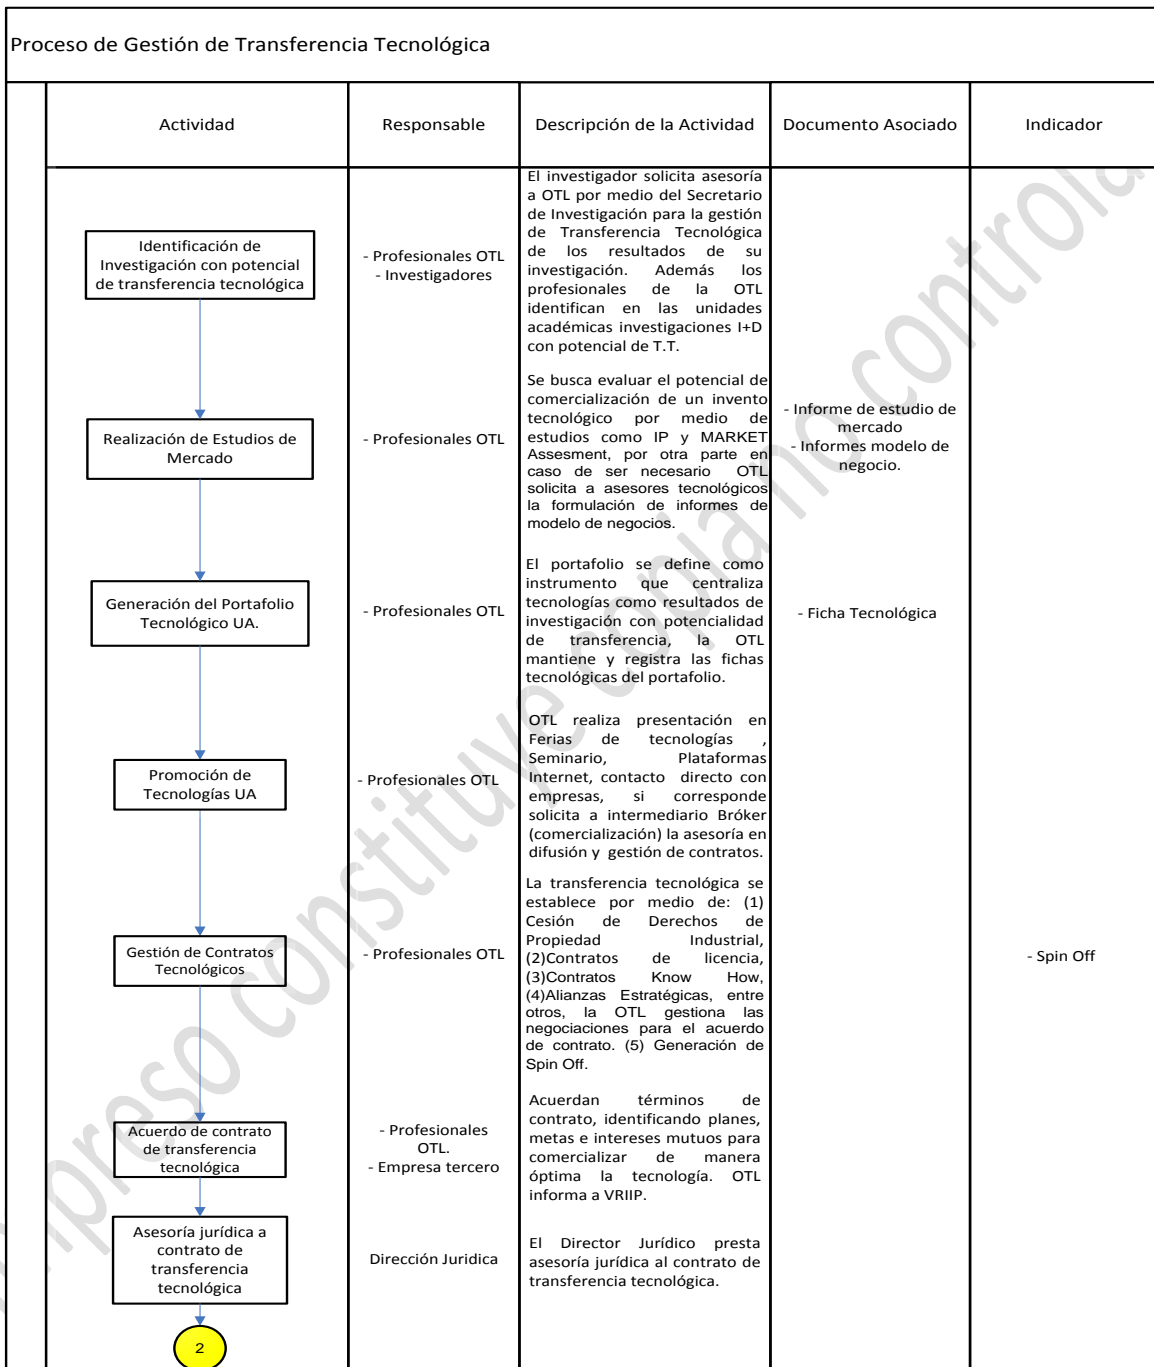 Proceso de Gestión de Transferencia Tecnológica
Actividad
Responsable
Descripción de la Actividad
Documento Asociado
Indicador
Identificación de
Investigación con potencial
de transferencia tecnológica
- Profesionales OTL
- Investigadores
El investigador solicita asesoría
a OTL por medio del Secretario
de Investigación para la gestión
de Transferencia Tecnológica
de los resultados de su
investigación. Además los
profesionales de la OTL
identifican en las unidades
académicas investigaciones I+D
con potencial de T.T.
Realización de Estudios de
Mercado
- Profesionales OTL
Se busca evaluar el potencial de
comercialización de un invento
tecnológico por medio de
estudios como IP y MARKET
Assesment, por otra parte en
caso de ser necesario OTL
solicita a asesores tecnológicos
la formulación de informes de
modelo de negocios.
- Informe de estudio de
mercado
- Informes modelo de
negocio.
Generación del Portafolio
Tecnológico UA.
- Profesionales OTL
El portafolio se define como
instrumento que centraliza
tecnologías como resultados de
investigación con potencialidad
de transferencia, la OTL
mantiene y registra las fichas
tecnológicas del portafolio.
- Ficha Tecnológica
Promoción de
Tecnologías UA
- Profesionales OTL
OTL realiza presentación en
Ferias de tecnologías ,
Seminario, Plataformas
Internet, contacto directo con
empresas, si corresponde
solicita a intermediario Bróker
(comercialización) la asesoría en
difusión y gestión de contratos.
Gestión de Contratos
Tecnológicos
- Profesionales OTL
La transferencia tecnológica se
establece por medio de: (1)
Cesión de Derechos de
Propiedad Industrial,
(2)Contratos de licencia,
(3)Contratos Know How,
(4)Alianzas Estratégicas, entre
otros, la OTL gestiona las
negociaciones para el acuerdo
de contrato. (5) Generación de
Spin Off.
- Spin Off
Acuerdo de contrato
de transferencia
tecnológica
- Profesionales
OTL.
- Empresa tercero
Acuerdan términos de
contrato, identificando planes,
metas e intereses mutuos para
comercializar de manera
óptima la tecnología. OTL
informa a VRIIP.
Asesoría jurídica a
contrato de
transferencia
tecnológica
Dirección Juridica
El Director Jurídico presta
asesoría jurídica al contrato de
transferencia tecnológica.
2
preso constituye copia no controla